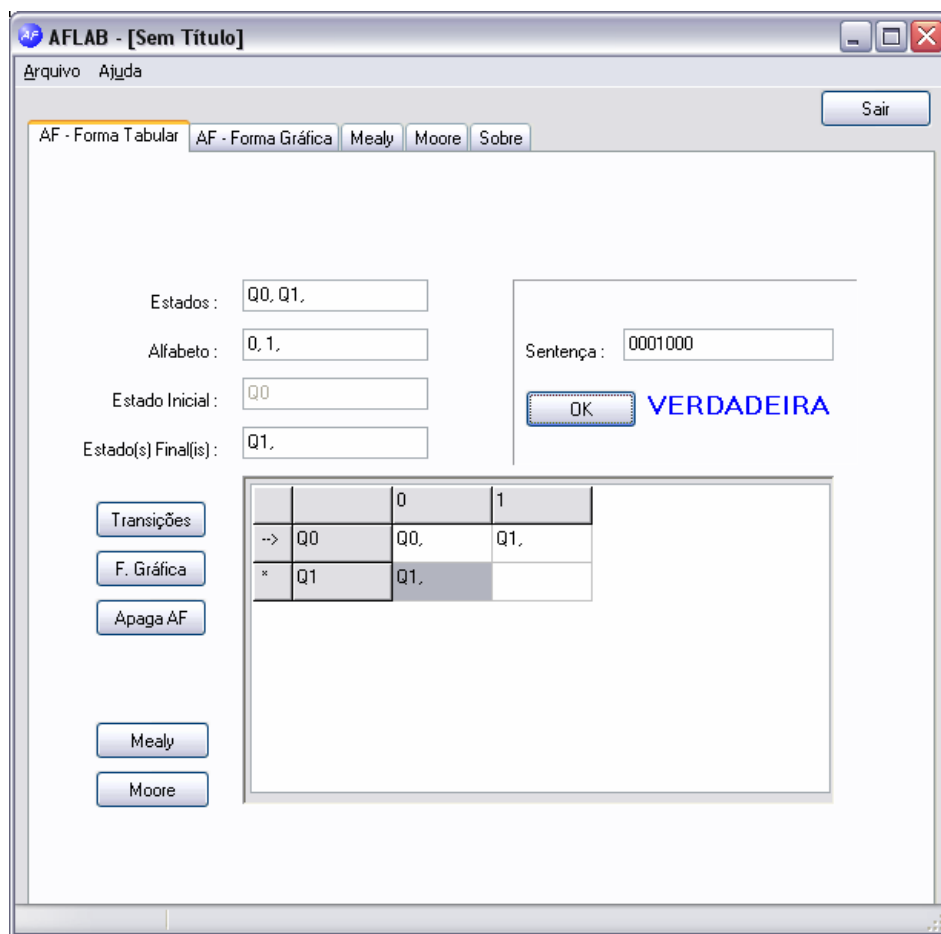 AF AFLAB - [Sem Título]
Arquivo Ajuda
Sair
AF - Forma Tabular AF - Forma Gráfica Mealy Moore Sobre
Estados : Q0, Q1,
Alfabeto : 0, 1,
Sentença : 0001000
Estado Inicial : Q0
OK VERDADEIRA
Estado(s) Final(is) : Q1,
Transições
F. Gráfica
Apaga AF
Mealy
Moore
0 1
--> Q0 Q0, Q1,
* Q1 Q1,